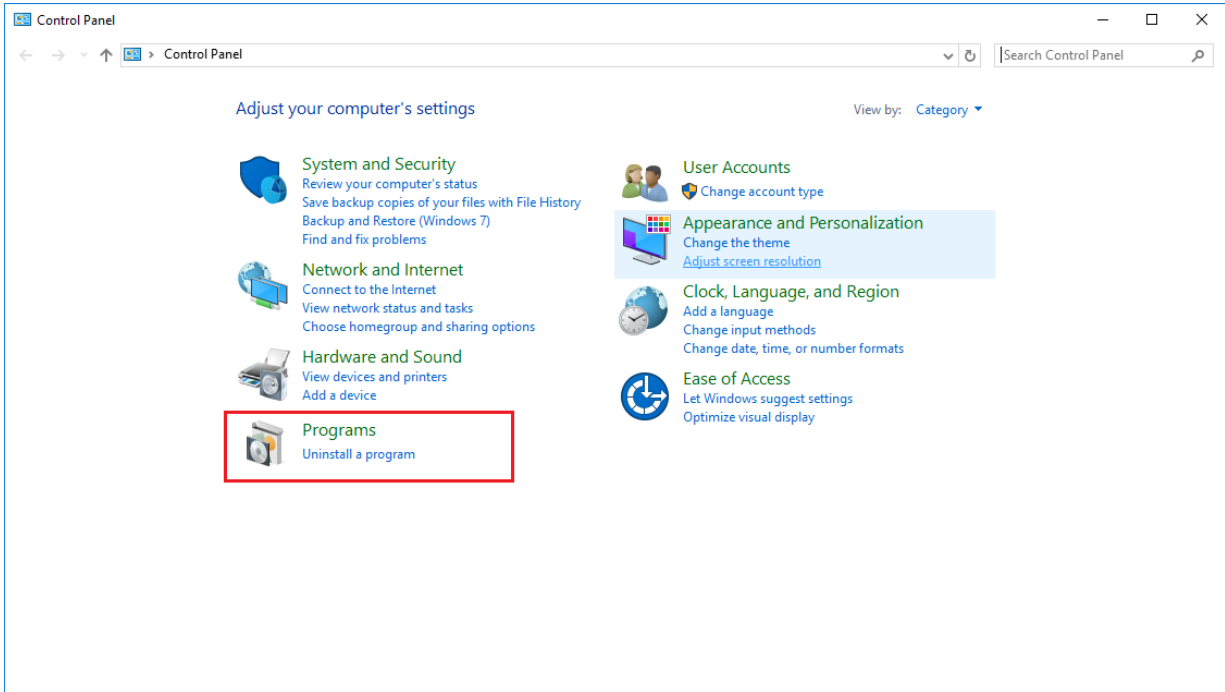 Control Panel
Control Panel
Search Control Panel
Adjust your computer's settings
View by: Category
System and Security
Review your computer's status
Save backup copies of your files with File History
Backup and Restore (Windows 7)
Find and fix problems
Network and Internet
Connect to the Internet
View network status and tasks
Choose homegroup and sharing options
Hardware and Sound
View devices and printers
Add a device
Programs
Uninstall a program
User Accounts
Change account type
Appearance and Personalization
Change the theme
Adjust screen resolution
Clock, Language, and Region
Add a language
Change input methods
Change date, time, or number formats
Ease of Access
Let Windows suggest settings
Optimize visual display